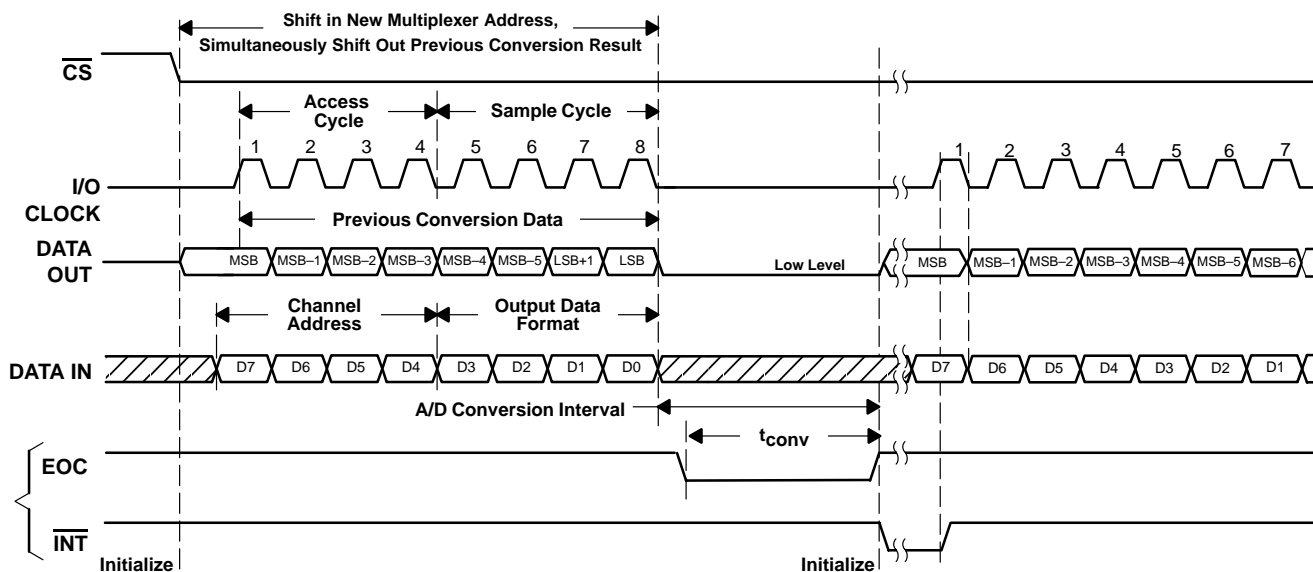 Shift in New Multiplexer Address,
Simultaneously Shift Out Previous Conversion Result
CS
Access
Cycle
Sample Cycle
1 2 3 4 5 6 7 8 1 2 3 4 5 6 7
I/O
CLOCK
Previous Conversion Data
DATA
OUT
MSB MSB–1 MSB–2 MSB–3 MSB–4 MSB–5 LSB+1 LSB Low Level MSB MSB–1 MSB–2 MSB–3 MSB–4 MSB–5 MSB–6
Channel
Address
Output Data
Format
DATA IN D7 D6 D5 D4 D3 D2 D1 D0 D7 D6 D5 D4 D3 D2 D1
A/D Conversion Interval
tconv
EOC
INT
Initialize Initialize